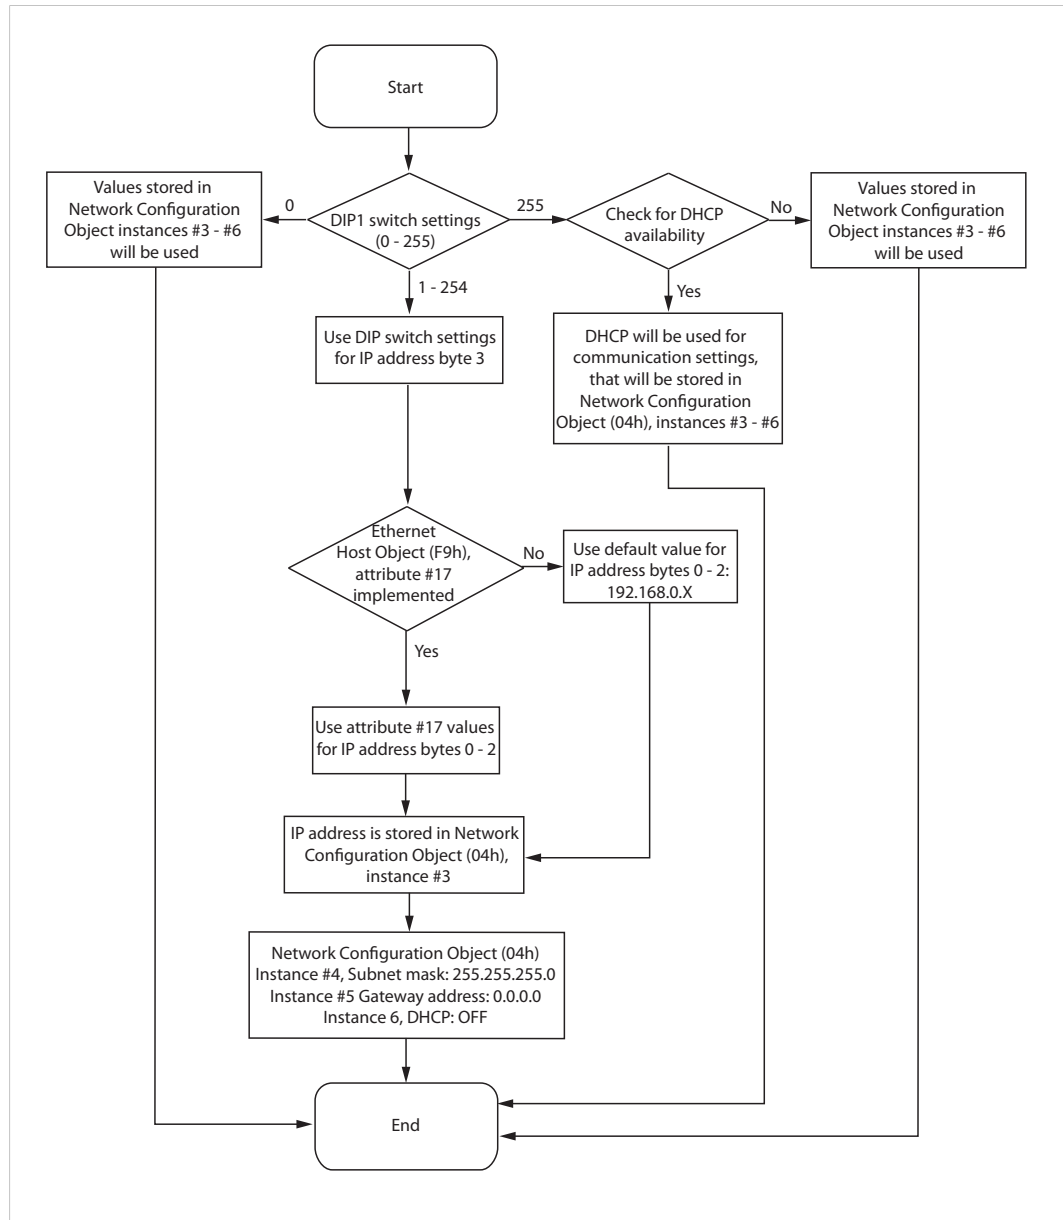 Start
Values stored in
Network Configuration
Object instances #3 - #6
will be used
0
DIP1 switch settings
(0 - 255)
255
Check for DHCP
availability
No
Values stored in
Network Configuration
Object instances #3 - #6
will be used
1 - 254
Yes
Use DIP switch settings
for IP address byte 3
DHCP will be used for
communication settings,
that will be stored in
Network Configuration
Object (04h), instances #3 - #6
Ethernet
Host Object (F9h),
attribute #17
implemented
No
Use default value for
IP address bytes 0 - 2:
192.168.0.X
Yes
Use attribute #17 values
for IP address bytes 0 - 2
IP address is stored in Network
Configuration Object (04h),
instance #3
Network Configuration Object (04h)
Instance #4, Subnet mask: 255.255.255.0
Instance #5 Gateway address: 0.0.0.0
Instance 6, DHCP: OFF
End